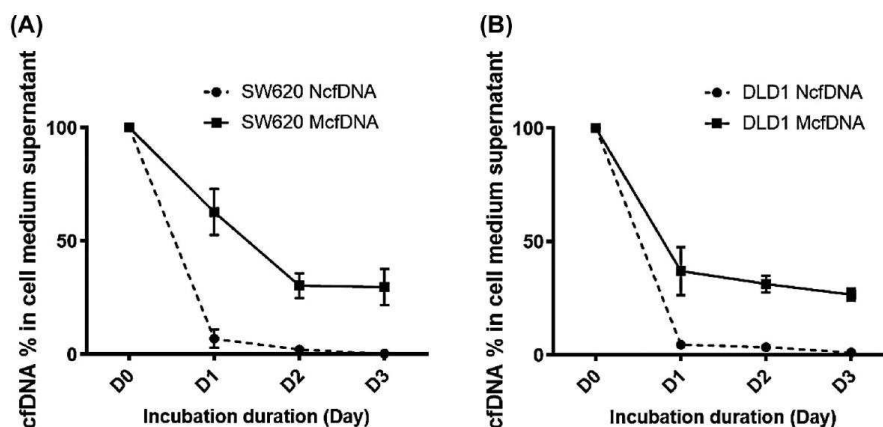 (A)
cfDNA % in cell medium supernatant
SW620 NcfDNA
SW620 McfDNA
100
50
0
D0
D1
D2
D3
Incubation duration (Day)
(B)
cfDNA % in cell medium supernatant
DLD1 NcfDNA
DLD1 McfDNA
100
50
0
D0
D1
D2
D3
Incubation duration (Day)